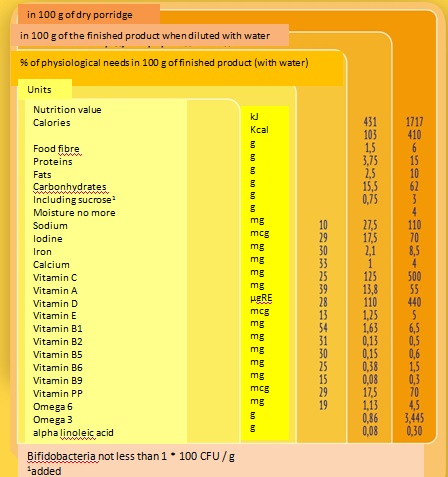 in 100 g of dry porridge
in 100 g of the finished product when diluted with water
% of physiological needs in 100 g of finished product (with water)
Units
Nutrition value
Calories kJ 431 1717
Kcal 103 410
Food fibre g 1,5 6
Proteins g 3,75 15
Fats g 2,5 10
Carbonhydrates g 15,5 62
Including sucrose¹ g 0,75 3
Moisture no more g 4
Sodium mg 10 27,5 110
Iodine mcg 29 17,5 70
Iron mg 30 2,1 8,5
Calcium mg 33 1 4
Vitamin C mg 25 125 500
Vitamin A mg 39 13,8 55
Vitamin D µgRE 28 110 440
Vitamin E mcg 13 1,25 5
Vitamin B1 mg 54 1,63 6,5
Vitamin B2 mg 31 0,13 0,5
Vitamin B5 mg 30 0,15 0,6
Vitamin B6 mg 25 0,38 1,5
Vitamin B9 mg 15 0,08 0,3
Vitamin PP mcg 29 17,5 70
Omega 6 mg 19 1,13 4,5
Omega 3 g 0,86 3,445
alpha linoleic acid g 0,08 0,30
Bifidobacteria not less than 1 * 100 CFU / g
¹added